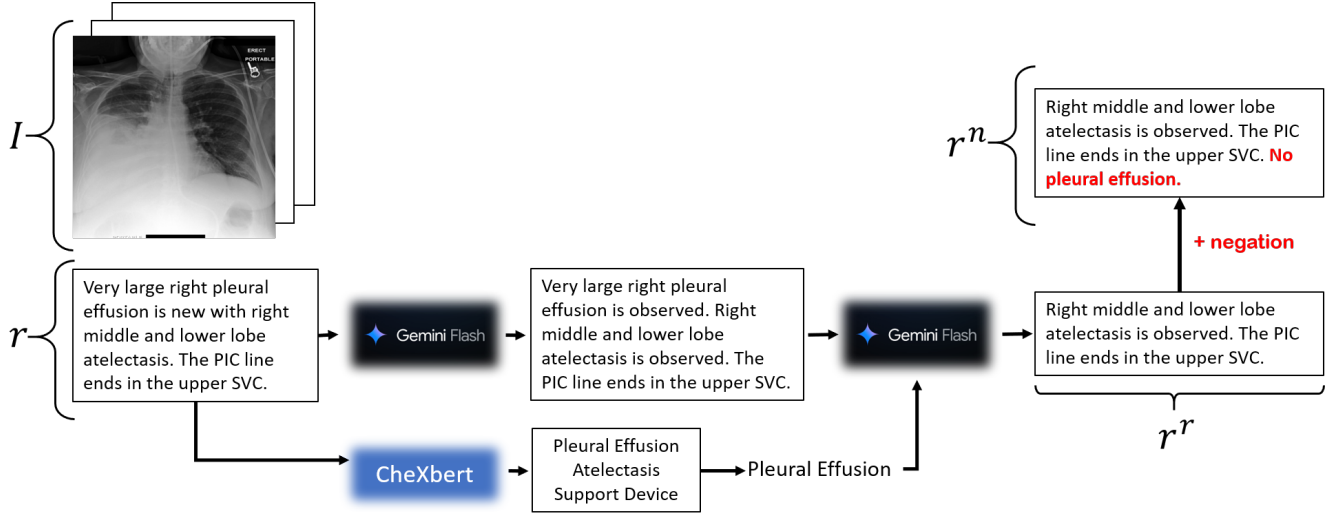 I
ERECT
PORTABLE
r
Very large right pleural
effusion is new with right
middle and lower lobe
atelectasis. The PIC line
ends in the upper SVC.
Gemini Flash
Very large right pleural
effusion is observed. Right
middle and lower lobe
atelectasis is observed. The
PIC line ends in the upper SVC.
Gemini Flash
CheXbert
Pleural Effusion
Atelectasis
Support Device
Pleural Effusion
rⁿ
Right middle and lower lobe
atelectasis is observed. The PIC
line ends in the upper SVC. No
pleural effusion.
+ negation
Right middle and lower lobe
atelectasis is observed. The PIC
line ends in the upper SVC.
rʳ